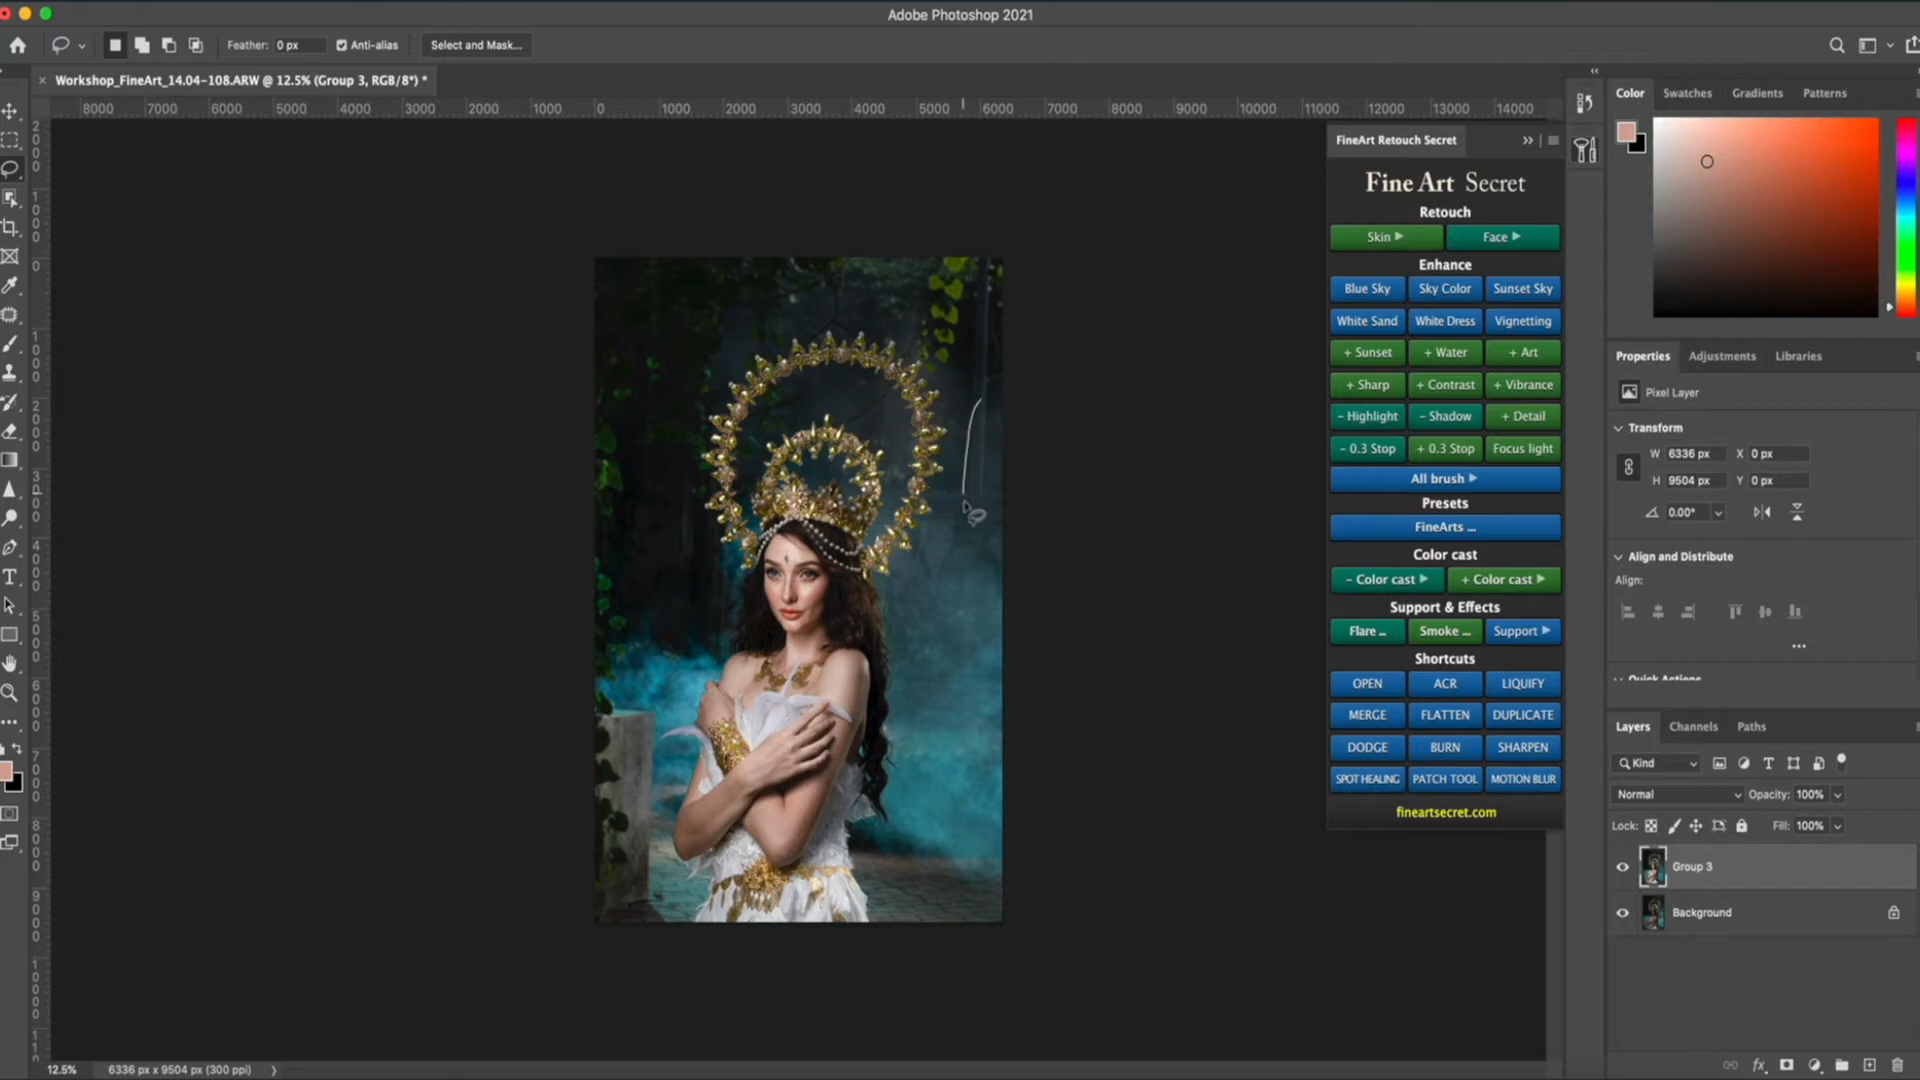 Adobe Photoshop 2021
Feather: 0 px Anti-alias Select and Mask...
Workshop_FineArt_14.04-108.ARW @ 12.5% (Group 3, RGB/8*) *
8000 7000 6000 5000 4000 3000 2000 1000 0 1000 2000 3000 4000 5000 6000 7000 8000 9000 10000 11000 12000 13000 14000
FineArt Retouch Secret
Fine Art Secret
Retouch
Skin Face
Enhance
Blue Sky Sky Color Sunset Sky
White Sand White Dress Vignetting
+ Sunset + Water + Art
+ Sharp + Contrast + Vibrance
- Highlight - Shadow + Detail
- 0.3 Stop + 0.3 Stop Focus light
All brush
Presets
FineArts ...
Color cast
- Color cast + Color cast
Support & Effects
Flare ... Smoke ... Support
Shortcuts
OPEN ACR LIQUIFY
MERGE FLATTEN DUPLICATE
DODGE BURN SHARPEN
SPOT HEALING PATCH TOOL MOTION BLUR
fineartsecret.com
Color Swatches Gradients Patterns
Properties Adjustments Libraries
Pixel Layer
Transform
W 6336 px X 0 px
H 9504 px Y 0 px
0.00°
Align and Distribute
Align:
Quick Actions
Layers Channels Paths
Kind
Normal Opacity: 100%
Lock: Fill: 100%
Group 3
Background
12.5% 6336 px x 9504 px (300 ppi)